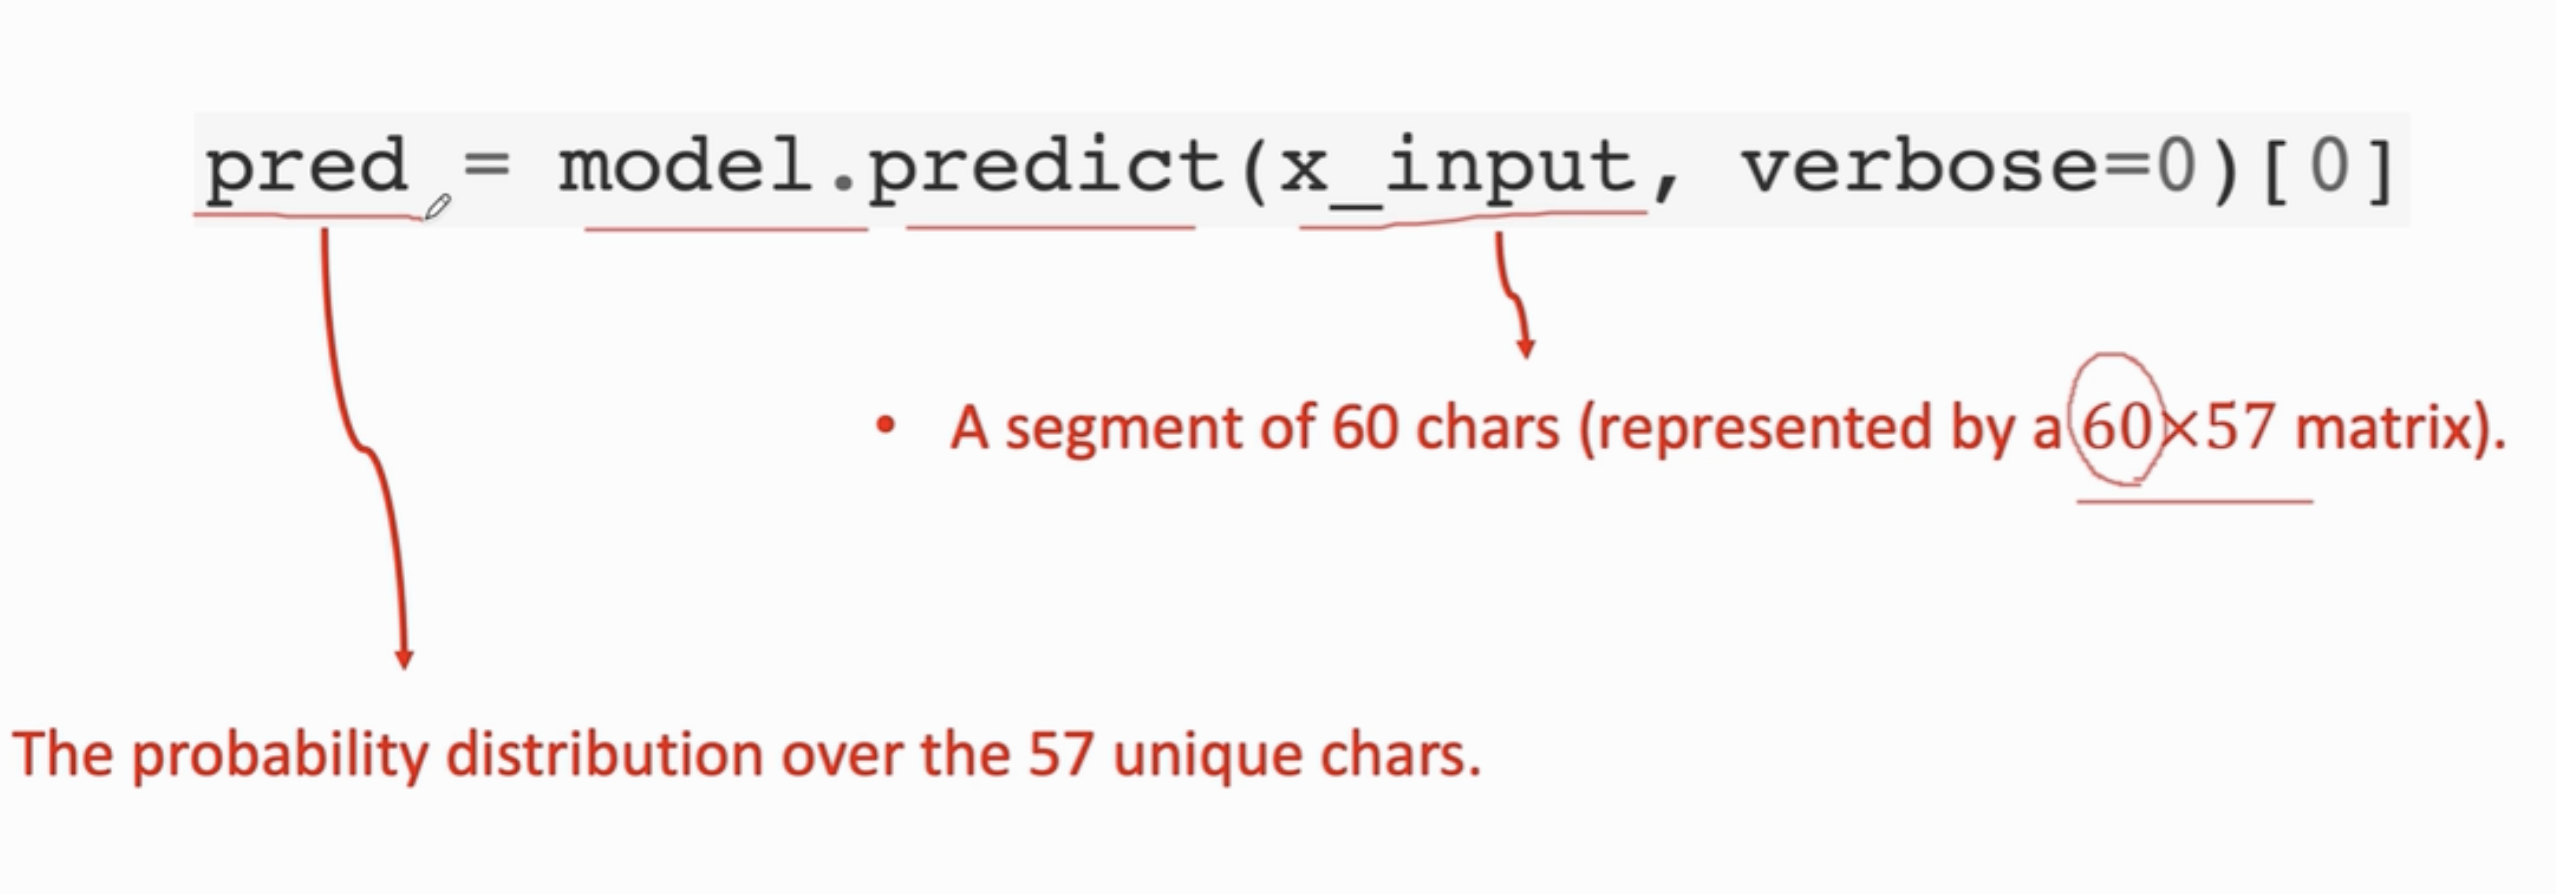 pred = model.predict(x_input, verbose=0)[0]
• A segment of 60 chars (represented by a 60×57 matrix).
The probability distribution over the 57 unique chars.